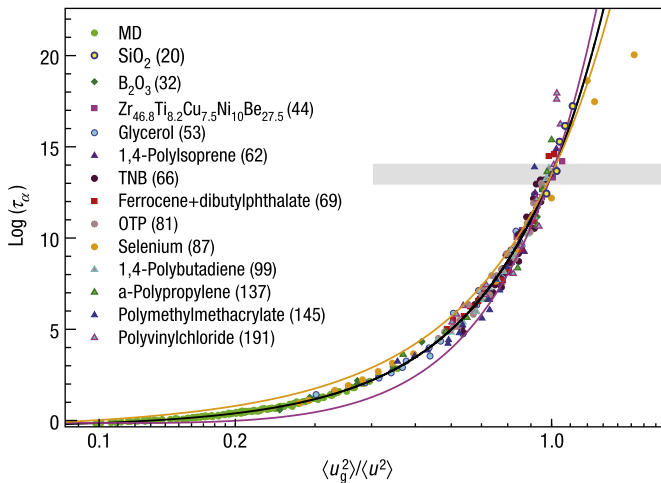 20
15
10
5
0
Log (τα)
MD
SiO2 (20)
B2O3 (32)
Zr46.8Ti8.2Cu7.5Ni10Be27.5 (44)
Glycerol (53)
1,4-PolyIsoprene (62)
TNB (66)
Ferrocene+dibutylphthalate (69)
OTP (81)
Selenium (87)
1,4-Polybutadiene (99)
a-Polypropylene (137)
Polymethylmethacrylate (145)
Polyvinylchloride (191)
0.1 0.2 1.0
⟨ug2⟩/⟨u2⟩